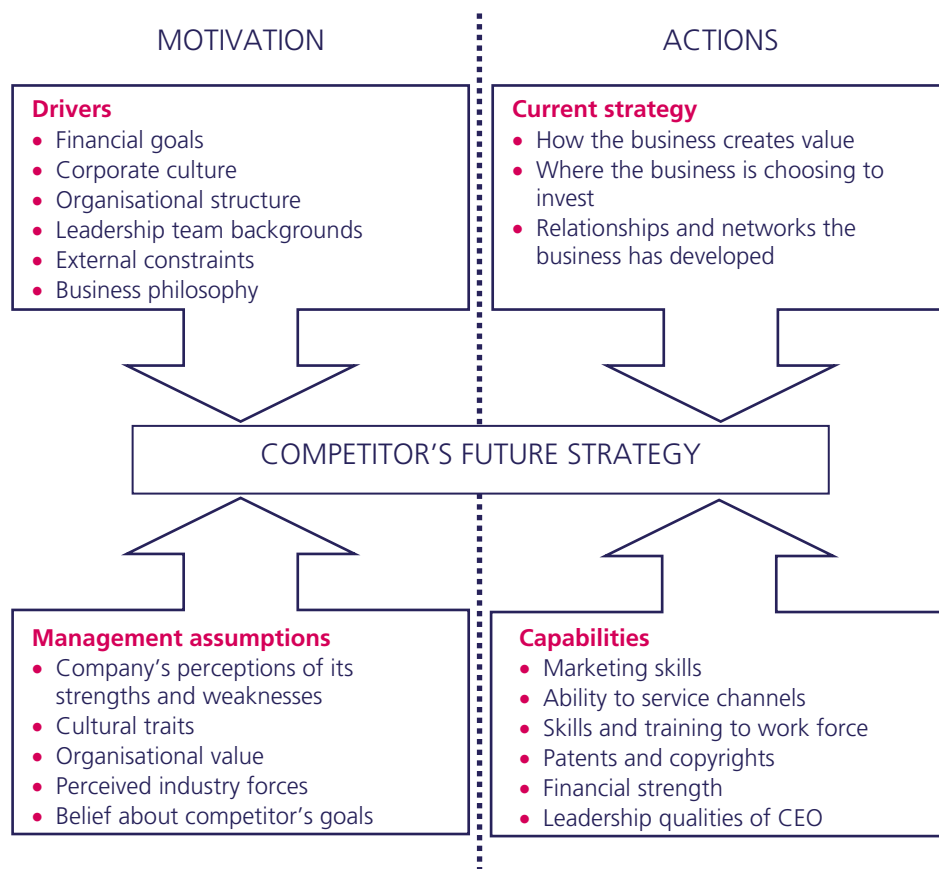 MOTIVATION
ACTIONS
Drivers
• Financial goals
• Corporate culture
• Organisational structure
• Leadership team backgrounds
• External constraints
• Business philosophy
Current strategy
• How the business creates value
• Where the business is choosing to
invest
• Relationships and networks the
business has developed
COMPETITOR'S FUTURE STRATEGY
Management assumptions
• Company's perceptions of its
strengths and weaknesses
• Cultural traits
• Organisational value
• Perceived industry forces
• Belief about competitor's goals
Capabilities
• Marketing skills
• Ability to service channels
• Skills and training to work force
• Patents and copyrights
• Financial strength
• Leadership qualities of CEO